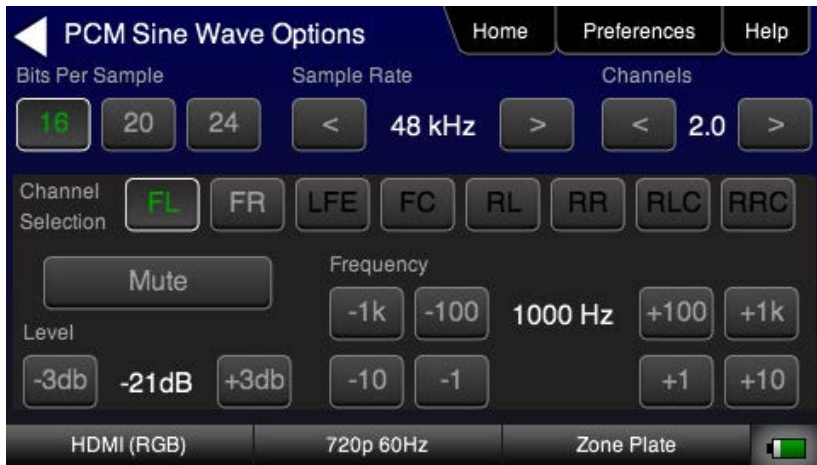 PCM Sine Wave Options Home Preferences Help
Bits Per Sample Sample Rate Channels
16 20 24 < 48 kHz > < 2.0 >
Channel
Selection
FL FR LFE FC RL RR RLC RRC
Mute
Frequency
-1k -100 1000 Hz +100 +1k
Level
-3db -21dB +3db -10 -1 +1 +10
HDMI (RGB) 720p 60Hz Zone Plate